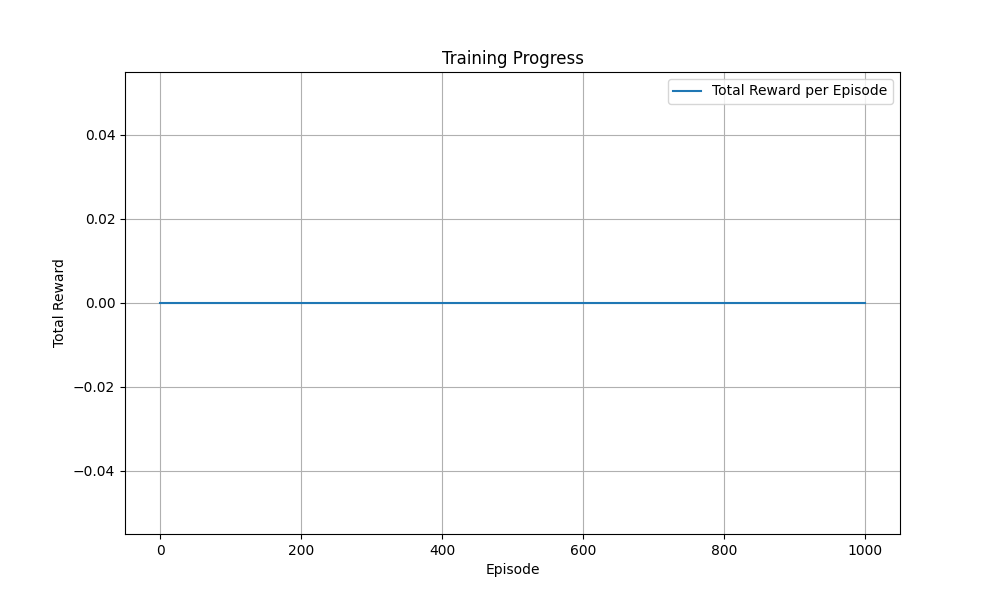 Training Progress
Total Reward per Episode
0.04
0.02
0.00
−0.02
−0.04
Total Reward
0 200 400 600 800 1000
Episode